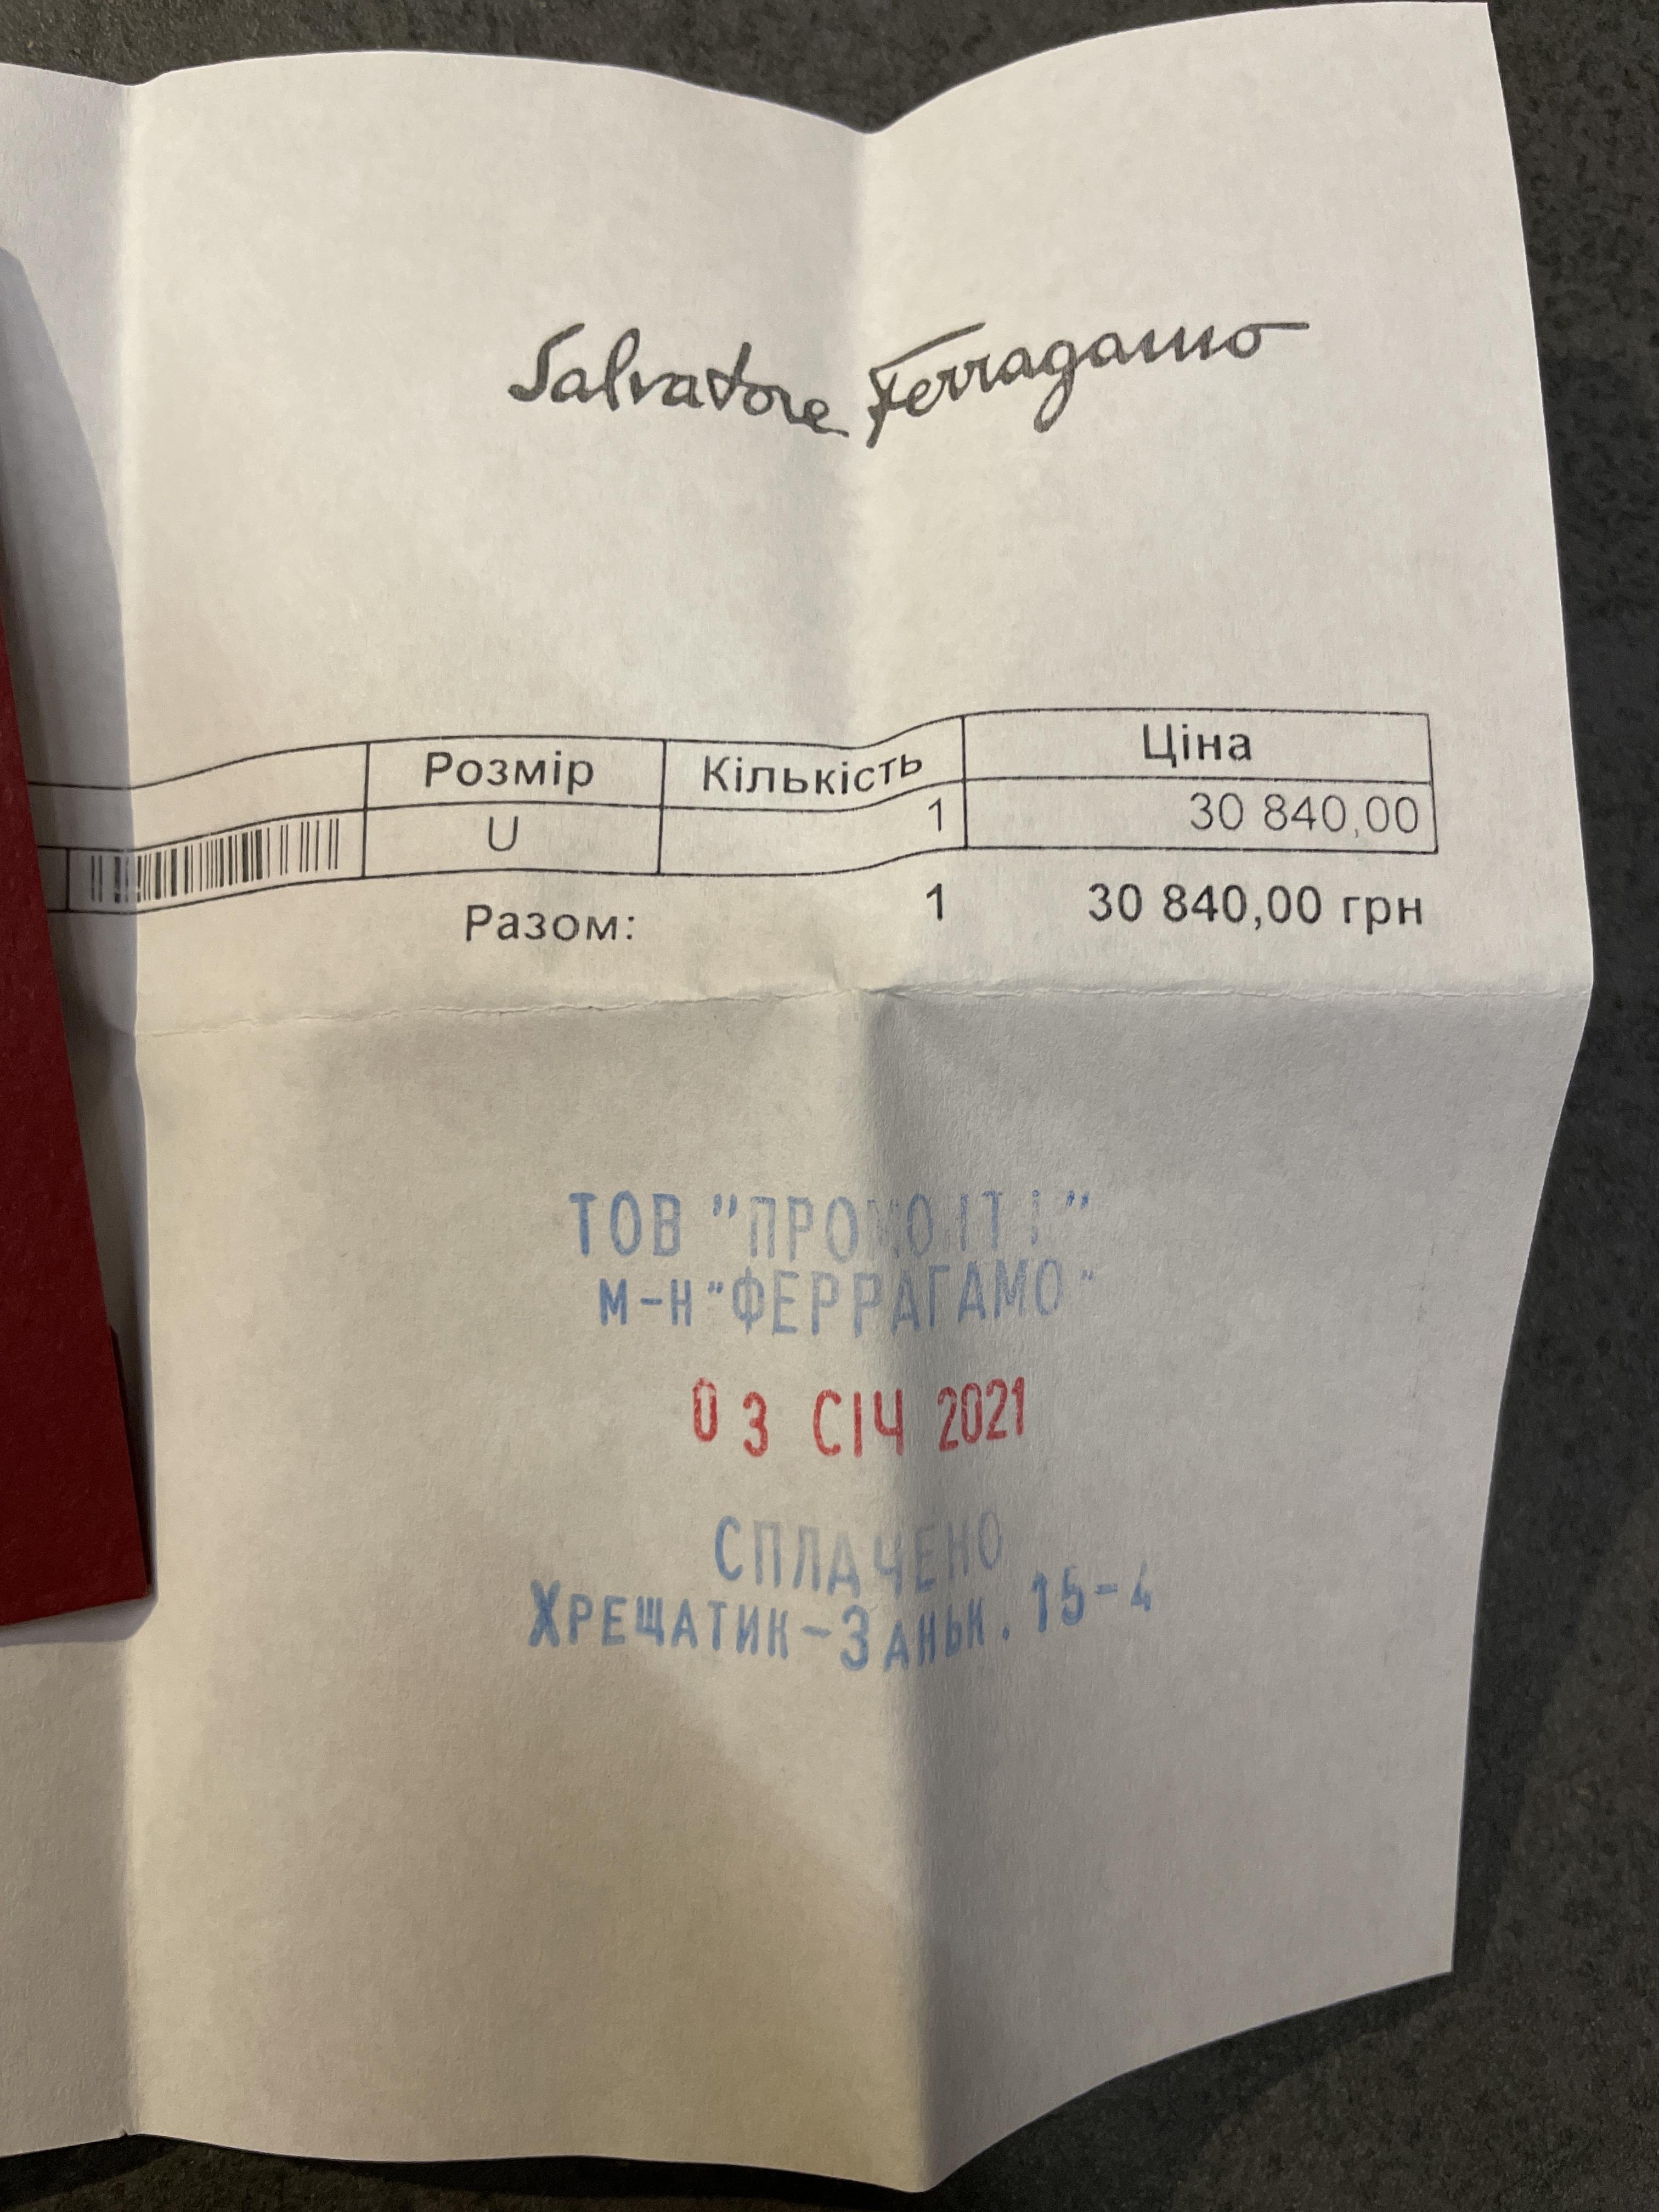 Salvatore Ferragamo
Розмір Кількість Ціна
U 1 30 840,00
Разом: 1 30 840,00 грн
ТОВ
М-Н "ФЕРРАГАМО"
03 СІЧ 2021
СПЛАЧЕНО
ХРЕЩАТИК-ЗАНЬК. 15-4